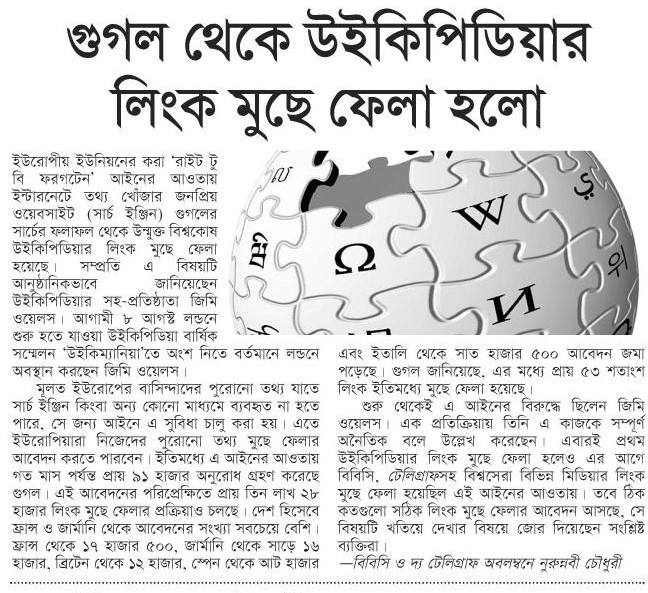 গুগল থেকে উইকিপিডিয়ার
লিংক মুছে ফেলা হলো
ইউরোপীয় ইউনিয়নের করা ‘রাইট টু
বি ফরগটেন’ আইনের আওতায়
ইন্টারনেটে তথ্য খোঁজার জনপ্রিয়
ওয়েবসাইট (সার্চ ইঞ্জিন) গুগলের
সার্চের ফলাফল থেকে উন্মুক্ত বিশ্বকোষ
উইকিপিডিয়ার লিংক মুছে ফেলা
হয়েছে। সম্প্রতি এ বিষয়টি
আনুষ্ঠানিকভাবে জানিয়েছেন
উইকিপিডিয়ার সহ-প্রতিষ্ঠাতা জিমি
ওয়েলস। আগামী ৮ আগস্ট লন্ডনে
শুরু হতে যাওয়া উইকিপিডিয়া বার্ষিক
সম্মেলন ‘উইকিম্যানিয়া’তে অংশ নিতে বর্তমানে লন্ডনে
অবস্থান করছেন জিমি ওয়েলস।
মূলত ইউরোপের বাসিন্দাদের পুরোনো তথ্য যাতে
সার্চ ইঞ্জিন কিংবা অন্য কোনো মাধ্যমে ব্যবহৃত না হতে
পারে, সে জন্য আইনে এ সুবিধা চালু করা হয়। এতে
ইউরোপিয়ারা নিজেদের পুরোনো তথ্য মুছে ফেলার
আবেদন করতে পারবেন। ইতিমধ্যে এ আইনের আওতায়
গত মাস পর্যন্ত প্রায় ৯১ হাজার অনুরোধ গ্রহণ করেছে
গুগল। এই আবেদনের পরিপ্রেক্ষিতে প্রায় তিন লাখ ২৮
হাজার লিংক মুছে ফেলার প্রক্রিয়াও চলছে। দেশ হিসেবে
ফ্রান্স ও জার্মানি থেকে আবেদনের সংখ্যা সবচেয়ে বেশি।
ফ্রান্স থেকে ১৭ হাজার ৫০০, জার্মানি থেকে সাড়ে ১৬
হাজার, ব্রিটেন থেকে ১২ হাজার, স্পেন থেকে আট হাজার
এবং ইতালি থেকে সাত হাজার ৫০০ আবেদন জমা
পড়েছে। গুগল জানিয়েছে, এর মধ্যে প্রায় ৫৩ শতাংশ
লিংক ইতিমধ্যে মুছে ফেলা হয়েছে।
শুরু থেকেই এ আইনের বিরুদ্ধে ছিলেন জিমি
ওয়েলস। এক প্রতিক্রিয়ায় তিনি এ কাজকে সম্পূর্ণ
অনৈতিক বলে উল্লেখ করেছেন। এবারই প্রথম
উইকিপিডিয়ার লিংক মুছে ফেলা হলেও এর আগে
বিবিসি, টেলিগ্রাফসহ বিশ্বসেরা বিভিন্ন মিডিয়ার লিংক
মুছে ফেলা হয়েছিল এই আইনের আওতায়। তবে ঠিক
কতগুলো সঠিক লিংক মুছে ফেলার আবেদন আসছে, সে
বিষয়টি খতিয়ে দেখার বিষয়ে জোর দিয়েছেন সংশ্লিষ্ট
ব্যক্তিরা।
—বিবিসি ও দ্য টেলিগ্রাফ অবলম্বনে নুরুন্নবী চৌধুরী
W
Ω
И
위